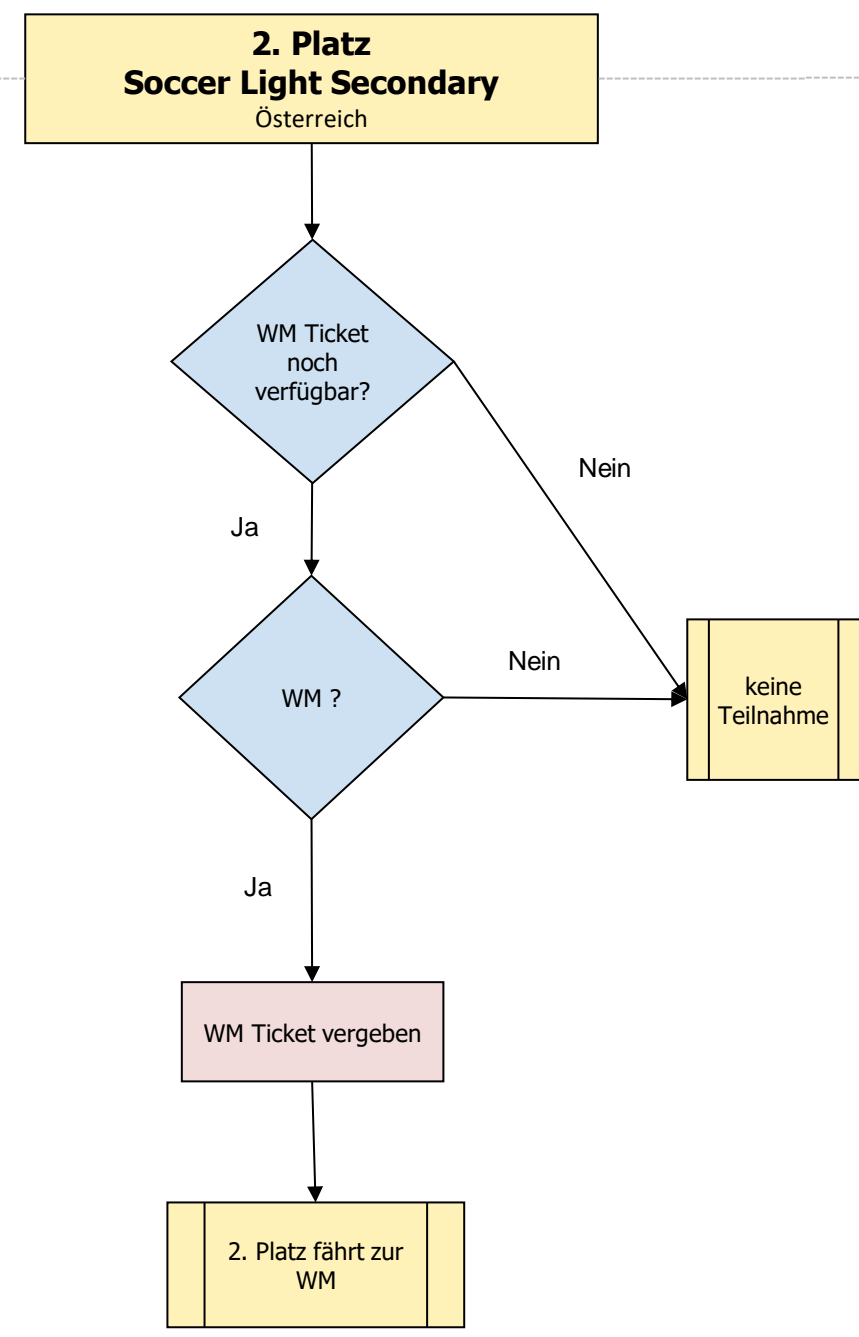 2. Platz
Soccer Light Secondary
Österreich
WM Ticket
noch
verfügbar?
Nein
Ja
Nein
WM ?
keine
Teilnahme
Ja
WM Ticket vergeben
2. Platz fährt zur
WM